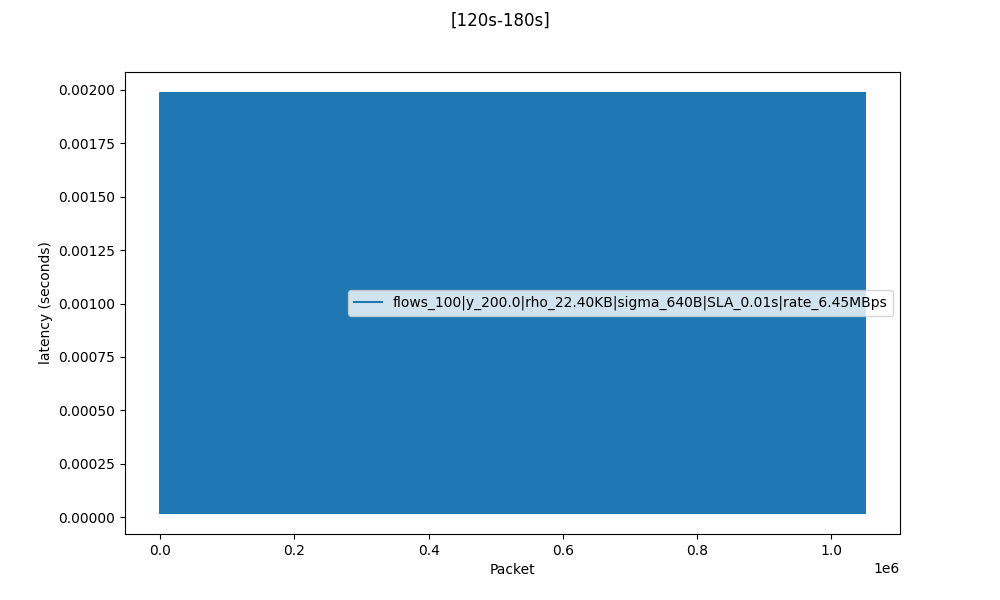 [120s-180s]
0.00200
0.00175
0.00150
0.00125
0.00100
0.00075
0.00050
0.00025
0.00000
latency (seconds)
flows_100|y_200.0|rho_22.40KB|sigma_640B|SLA_0.01s|rate_6.45MBps
0.0 0.2 0.4 0.6 0.8 1.0
1e6
Packet